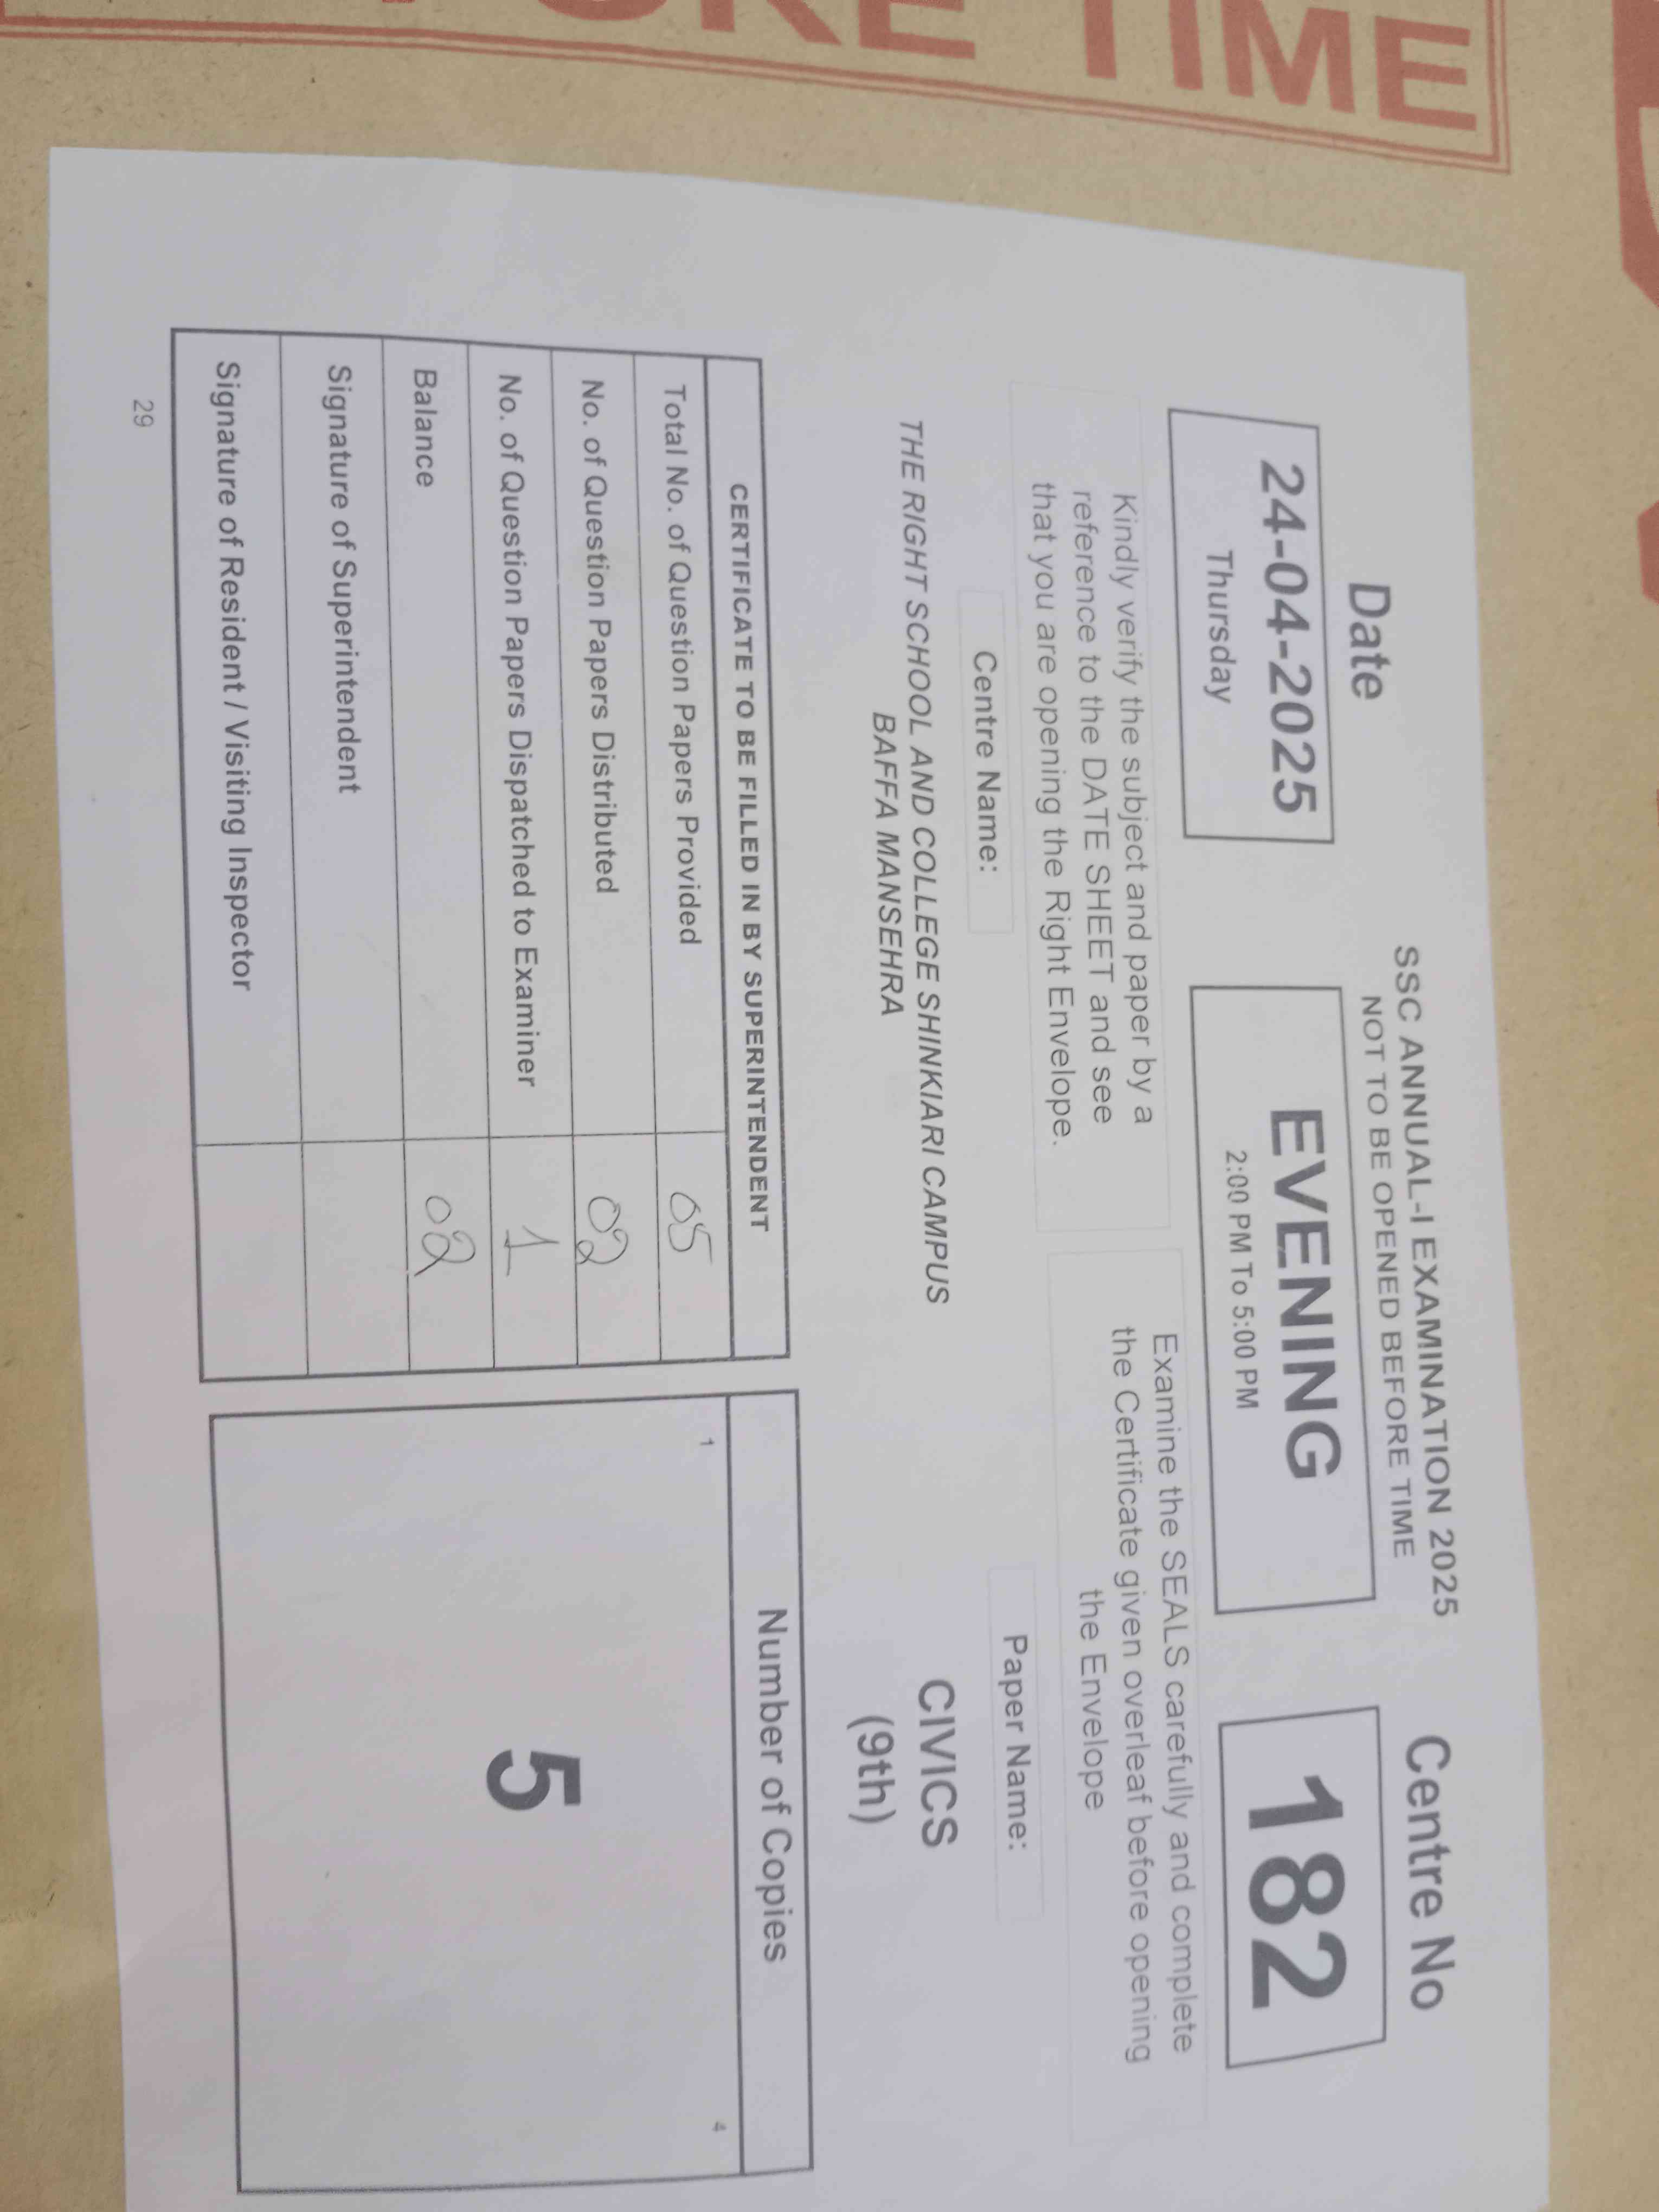 TIME
Date
24-04-2025
Thursday
SSC ANNUAL-I EXAMINATION 2025
NOT TO BE OPENED BEFORE TIME
EVENING
2:00 PM To 5:00 PM
Centre No
182
Kindly verify the subject and paper by a
reference to the DATE SHEET and see
that you are opening the Right Envelope.
Examine the SEALS carefully and complete
the Certificate given overleaf before opening
the Envelope
Centre Name:
THE RIGHT SCHOOL AND COLLEGE SHINKIARI CAMPUS
BAFFA MANSEHRA
Paper Name:
CIVICS
(9th)
CERTIFICATE TO BE FILLED IN BY SUPERINTENDENT
Total No. of Question Papers Provided 05
No. of Question Papers Distributed 02
No. of Question Papers Dispatched to Examiner 1
Balance 02
Signature of Superintendent
Signature of Resident / Visiting Inspector
Number of Copies
1 4
5
29